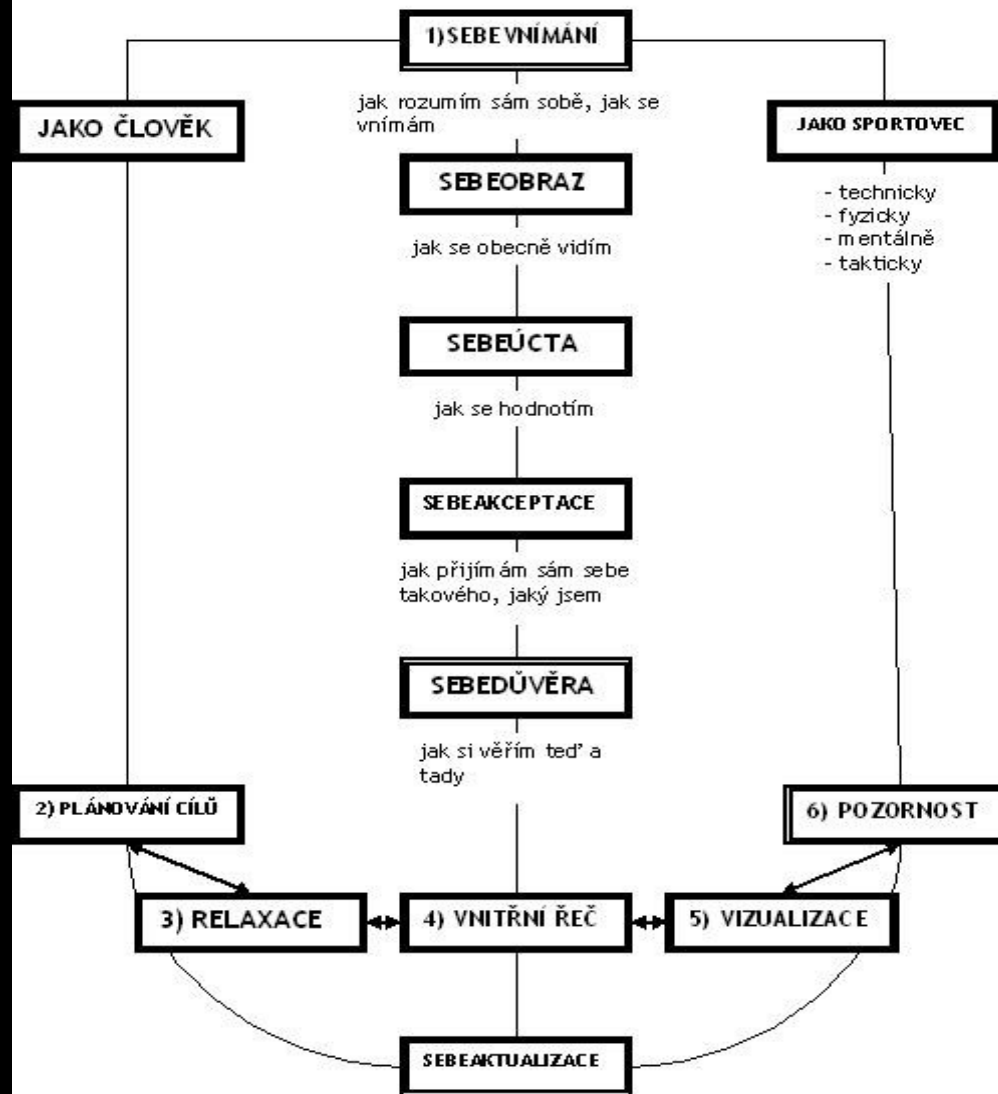 1) SEBEVNÍMÁNÍ
JAKO ČLOVĚK
jak rozumím sám sobě, jak se
vnímám
JAKO SPORTOVEC
- technicky
- fyzicky
- mentálně
- takticky
SEBEOBRAZ
jak se obecně vidím
SEBEÚCTA
jak se hodnotím
SEBEAKCEPTACE
jak přijímám sám sebe
takového, jaký jsem
SEBEDŮVĚRA
jak si věřím teď a
tady
2) PLÁNOVÁNÍ CÍLŮ
6) POZORNOST
3) RELAXACE
4) VNITŘNÍ ŘEČ
5) VIZUALIZACE
SEBEAKTUALIZACE